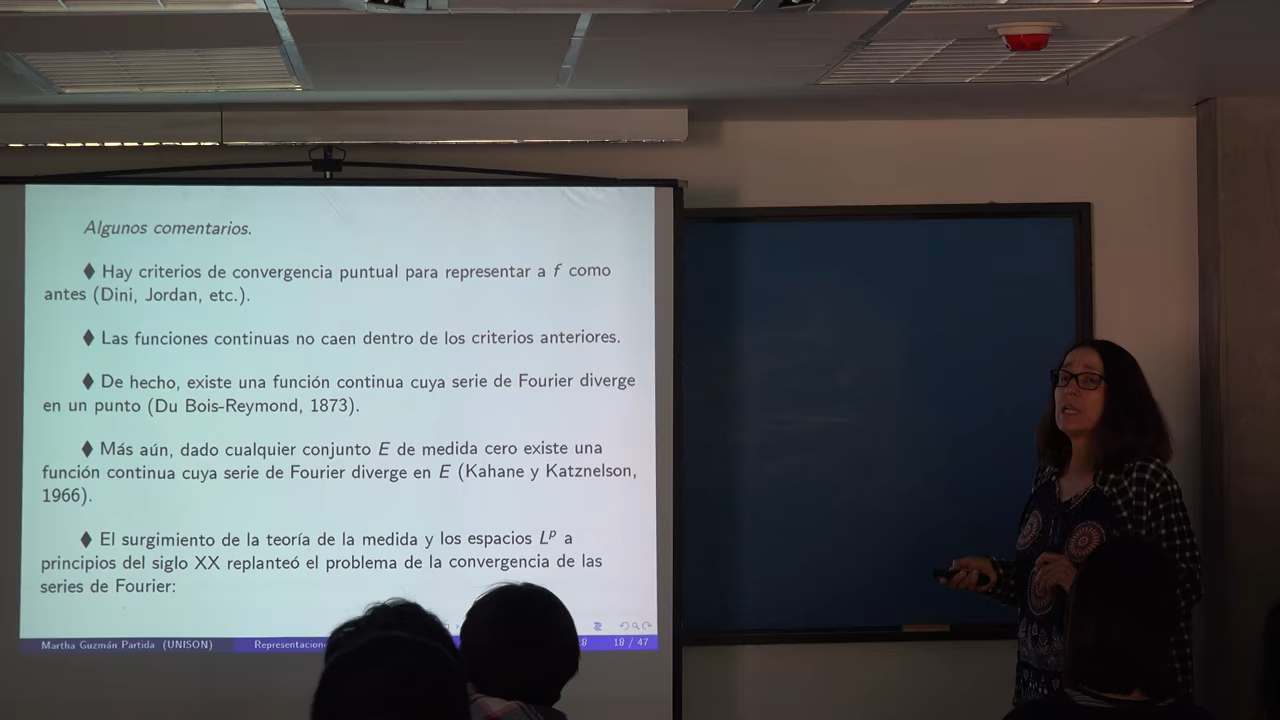 Algunos comentarios.
♦ Hay criterios de convergencia puntual para representar a f como
antes (Dini, Jordan, etc.).
♦ Las funciones continuas no caen dentro de los criterios anteriores.
♦ De hecho, existe una función continua cuya serie de Fourier diverge
en un punto (Du Bois-Reymond, 1873).
♦ Más aún, dado cualquier conjunto E de medida cero existe una
función continua cuya serie de Fourier diverge en E (Kahane y Katznelson,
1966).
♦ El surgimiento de la teoría de la medida y los espacios Lᵖ a
principios del siglo XX replanteó el problema de la convergencia de las
series de Fourier:
Martha Guzmán Partida (UNISON) Representacion 8 18 / 47